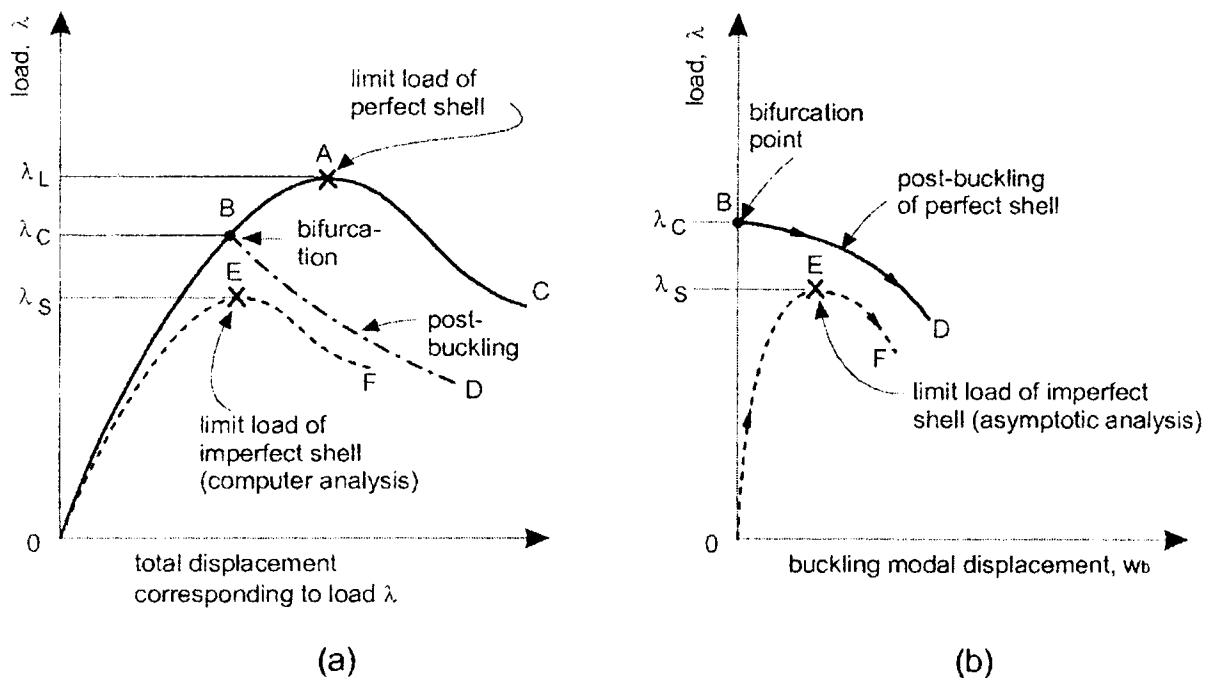 load, λ
limit load of
perfect shell
A
λL
B
λC
bifurca-
tion
E
λS
C
post-
buckling
F
D
limit load of
imperfect shell
(computer analysis)
0
total displacement
corresponding to load λ
(a)
load, λ
bifurcation
point
B
post-buckling
of perfect shell
λC
E
λS
D
F
limit load of imperfect
shell (asymptotic analysis)
0
buckling modal displacement, wb
(b)